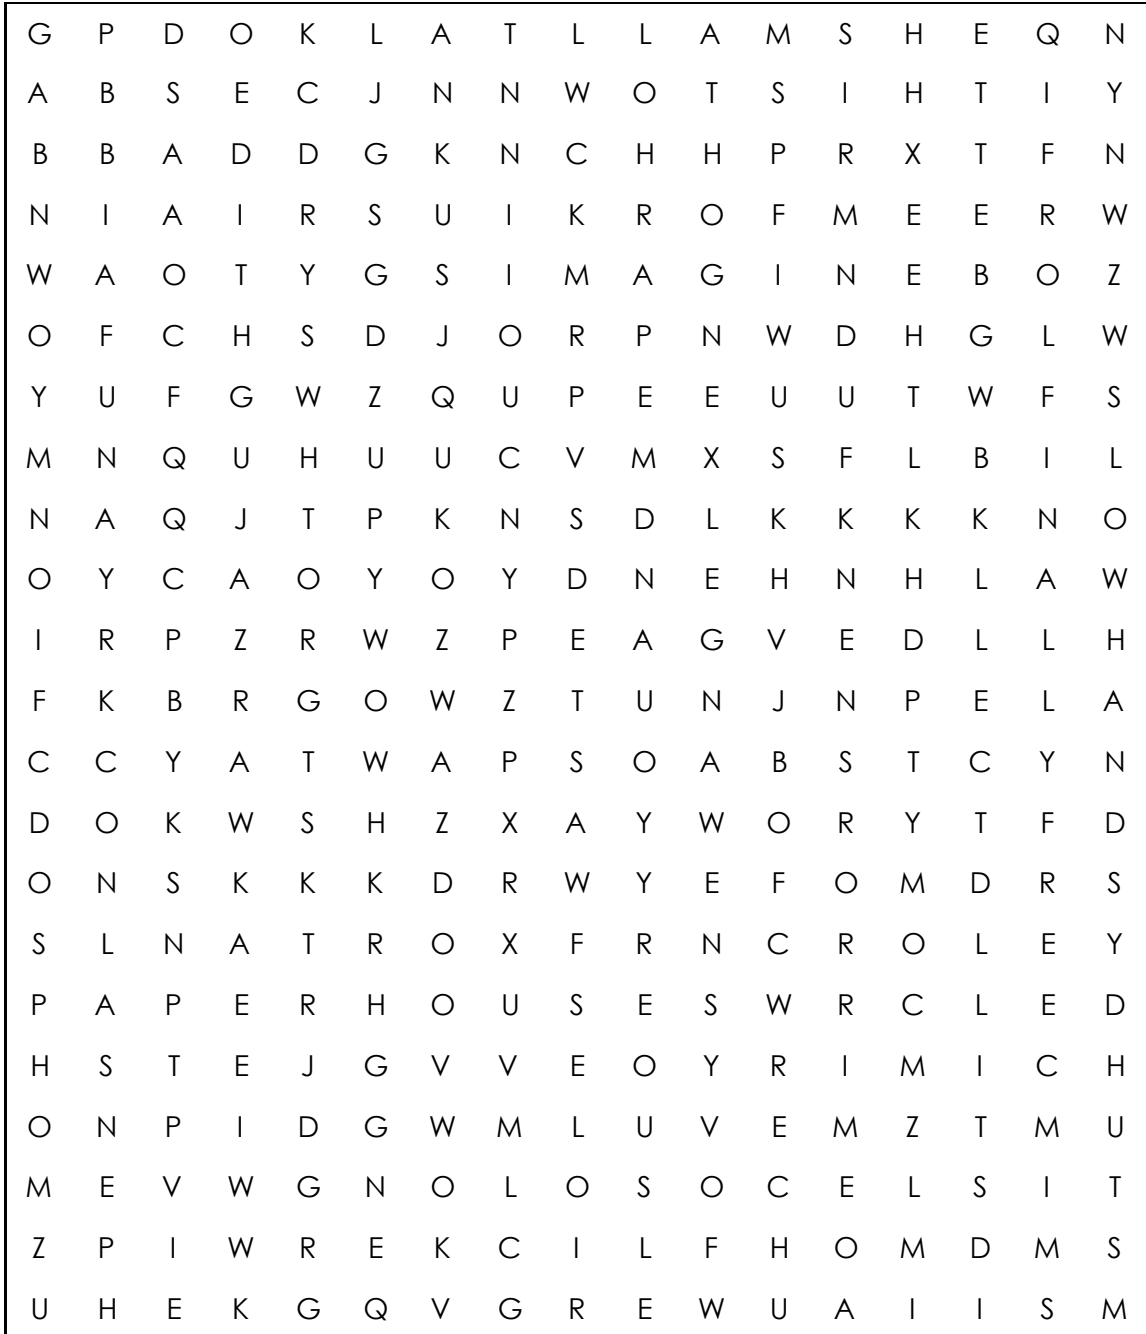 G P D O K L A T L L A M S H E Q N
A B S E C J N N W O T S I H T I Y
B B A D D G K N C H H P R X T F N
N I A I R S U I K R O F M E E R W
W A O T Y G S I M A G I N E B O Z
O F C H S D J O R P N W D H G L W
Y U F G W Z Q U P E E U U T W F S
M N Q U H U U C V M X S F L B I L
N A Q J T P K N S D L K K K K N O
O Y C A O Y O Y D N E H N H L A W
I R P Z R W Z P E A G V E D L L H
F K B R G O W Z T U N J N P E L A
C C Y A T W A P S O A B S T C Y N
D O K W S H Z X A Y W O R Y T F D
O N S K K K D R W Y E F O M D R S
S L N A T R O X F R N C R O L E Y
P A P E R H O U S E S W R C L E D
H S T E J G V V E O Y R I M I C H
O N P I D G W M L U V E M Z T M U
M E V W G N O L O S O C E L S I T
Z P I W R E K C I L F H O M D M S
U H E K G Q V G R E W U A I I S M